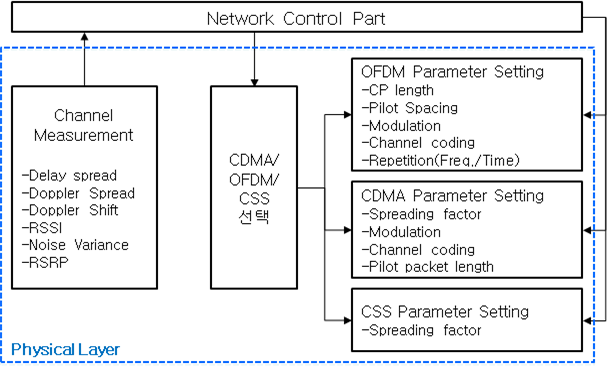 Network Control Part
Channel
Measurement
-Delay spread
-Doppler Spread
-Doppler Shift
-RSSI
-Noise Variance
-RSRP
CDMA/
OFDM/
CSS
선택
OFDM Parameter Setting
-CP length
-Pilot Spacing
-Modulation
-Channel coding
-Repetition(Freq./Time)
CDMA Parameter Setting
-Spreading factor
-Modulation
-Channel coding
-Pilot packet length
CSS Parameter Setting
-Spreading factor
Physical Layer